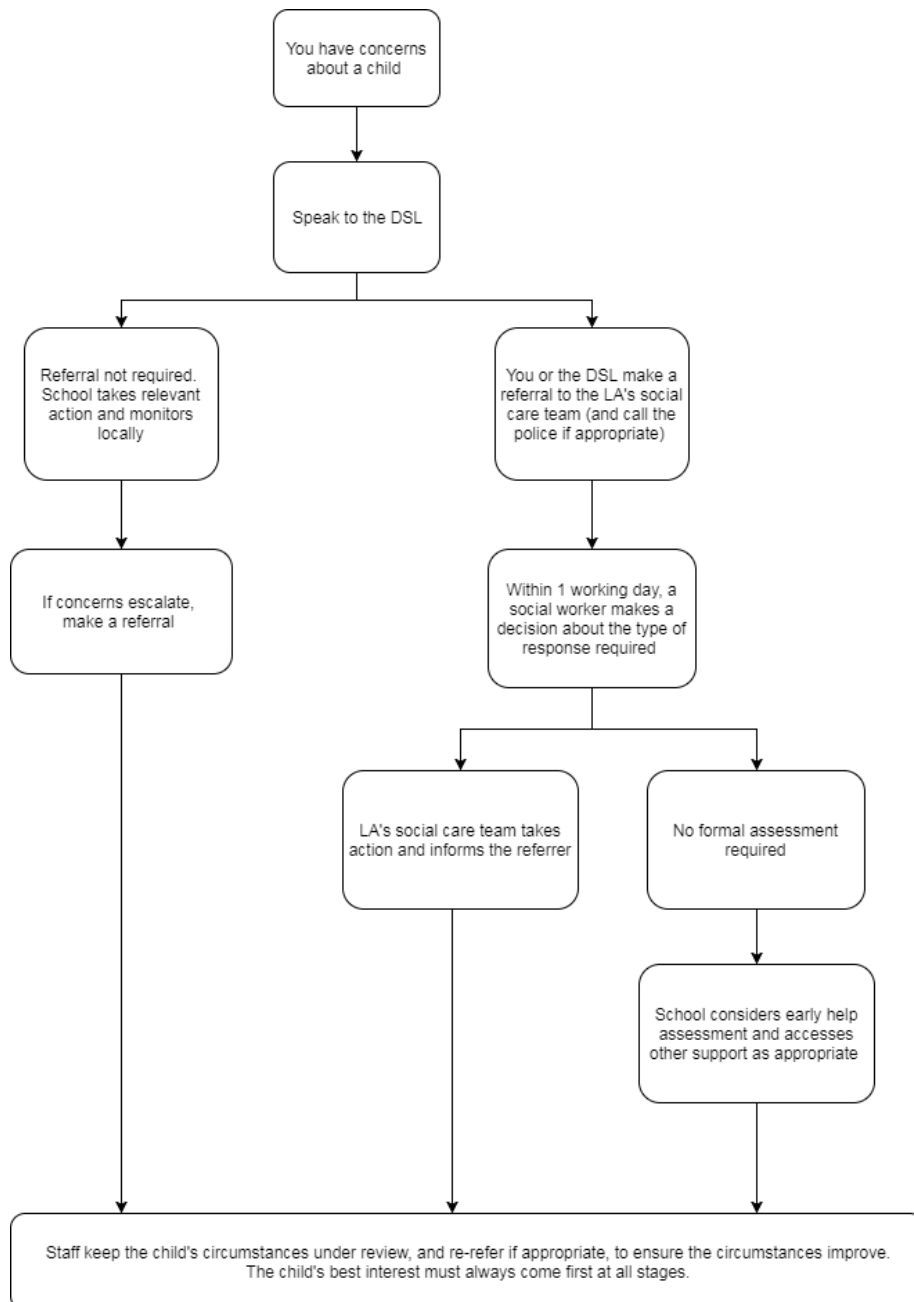 You have concerns
about a child
Speak to the DSL
Referral not required.
School takes relevant
action and monitors
locally
You or the DSL make a
referral to the LA's social
care team (and call the
police if appropriate)
If concerns escalate,
make a referral
Within 1 working day, a
social worker makes a
decision about the type of
response required
LA's social care team takes
action and informs the referrer
No formal assessment
required
School considers early help
assessment and accesses
other support as appropriate
Staff keep the child's circumstances under review, and re-refer if appropriate, to ensure the circumstances improve.
The child's best interest must always come first at all stages.